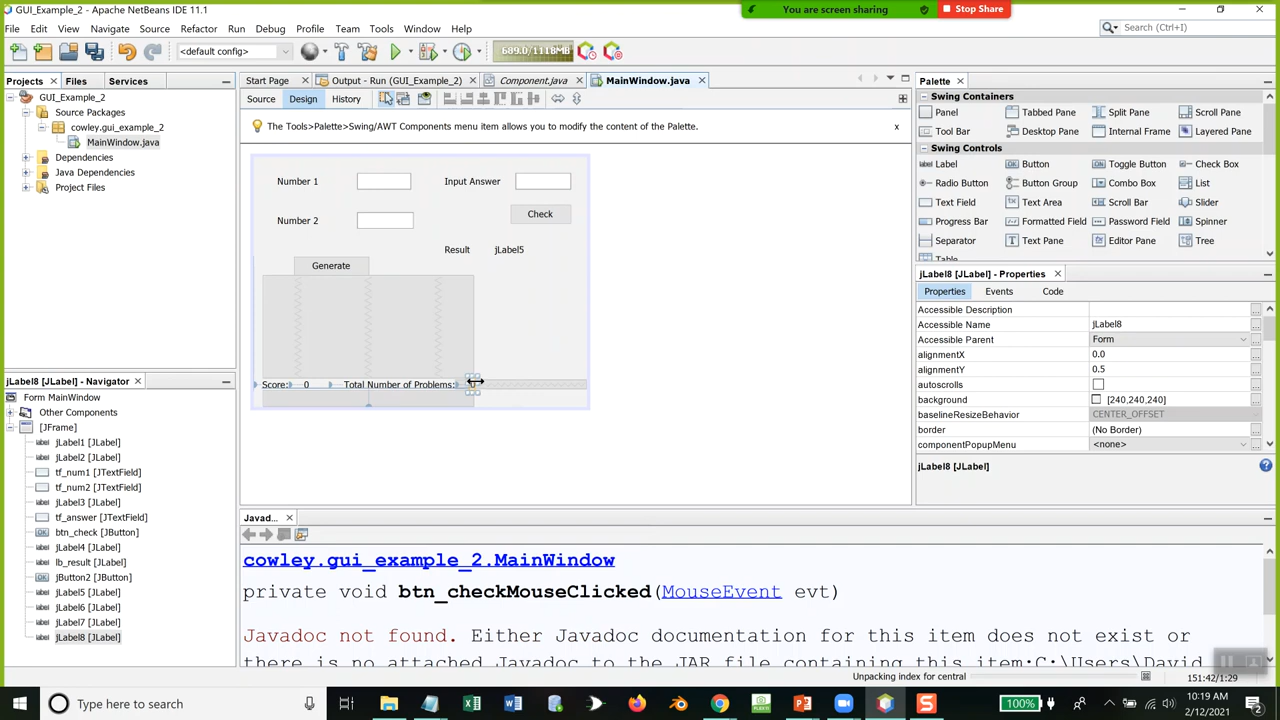 GUI_Example_2 - Apache NetBeans IDE 11.1
You are screen sharing
Stop Share
File Edit View Navigate Source Refactor Run Debug Profile Team Tools Window Help
Search (Ctrl+I)
<default config>
689.0/1118MB
Projects Files Services
Start Page Output - Run (GUI_Example_2) Component.java MainWindow.java
Palette
Source Design History
GUI_Example_2
Source Packages
cowley.gui_example_2
MainWindow.java
Dependencies
Java Dependencies
Project Files
The Tools>Palette>Swing/AWT Components menu item allows you to modify the content of the Palette.
Number 1 Input Answer
Number 2 Check
Result jLabel5
Generate
Score: 0 Total Number of Problems:
Swing Containers
Panel Tabbed Pane Split Pane Scroll Pane
Tool Bar Desktop Pane Internal Frame Layered Pane
Swing Controls
Label Button Toggle Button Check Box
Radio Button Button Group Combo Box List
Text Field Text Area Scroll Bar Slider
Progress Bar Formatted Field Password Field Spinner
Separator Text Pane Editor Pane Tree
Table
jLabel8 [JLabel] - Properties
Properties Events Code
Accessible Description
Accessible Name jLabel8
Accessible Parent Form
alignmentX 0.0
alignmentY 0.5
autoscrolls
background [240,240,240]
baselineResizeBehavior CENTER_OFFSET
border (No Border)
componentPopupMenu <none>
jLabel8 [JLabel]
jLabel8 [JLabel] - Navigator
Form MainWindow
Other Components
[JFrame]
jLabel1 [JLabel]
jLabel2 [JLabel]
tf_num1 [JTextField]
tf_num2 [JTextField]
jLabel3 [JLabel]
tf_answer [JTextField]
btn_check [JButton]
jLabel4 [JLabel]
lb_result [JLabel]
jButton2 [JButton]
jLabel5 [JLabel]
jLabel6 [JLabel]
jLabel7 [JLabel]
jLabel8 [JLabel]
Javad...
cowley.gui_example_2.MainWindow
private void btn_checkMouseClicked(MouseEvent evt)
Javadoc not found. Either Javadoc documentation for this item does not exist or
there is no attached Javadoc to the JAR file containing this item:C:\Users\David
Unpacking index for central
151:42/1:29
Type here to search
100%
10:19 AM
2/12/2021